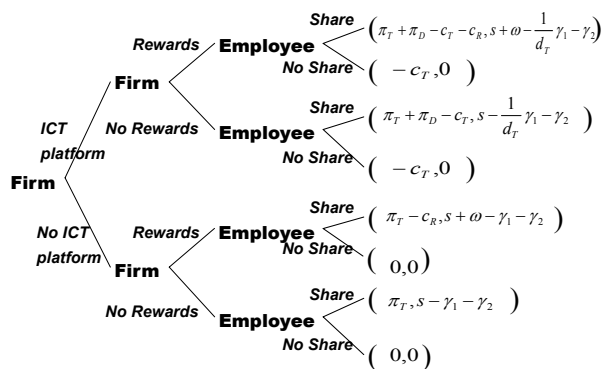 Share (π_T + π_D − c_T − c_R, s + ω − 1/d_T γ_1 − γ_2)
Rewards Employee
No Share ( − c_T ,0 )
Firm
Share ( π_T + π_D − c_T , s − 1/d_T γ_1 − γ_2 )
ICT platform
No Rewards Employee
No Share ( − c_T ,0 )
Firm
Share ( π_T − c_R , s + ω − γ_1 − γ_2 )
No ICT platform
Rewards Employee
No Share ( 0,0 )
Firm
Share ( π_T , s − γ_1 − γ_2 )
No Rewards Employee
No Share ( 0,0 )